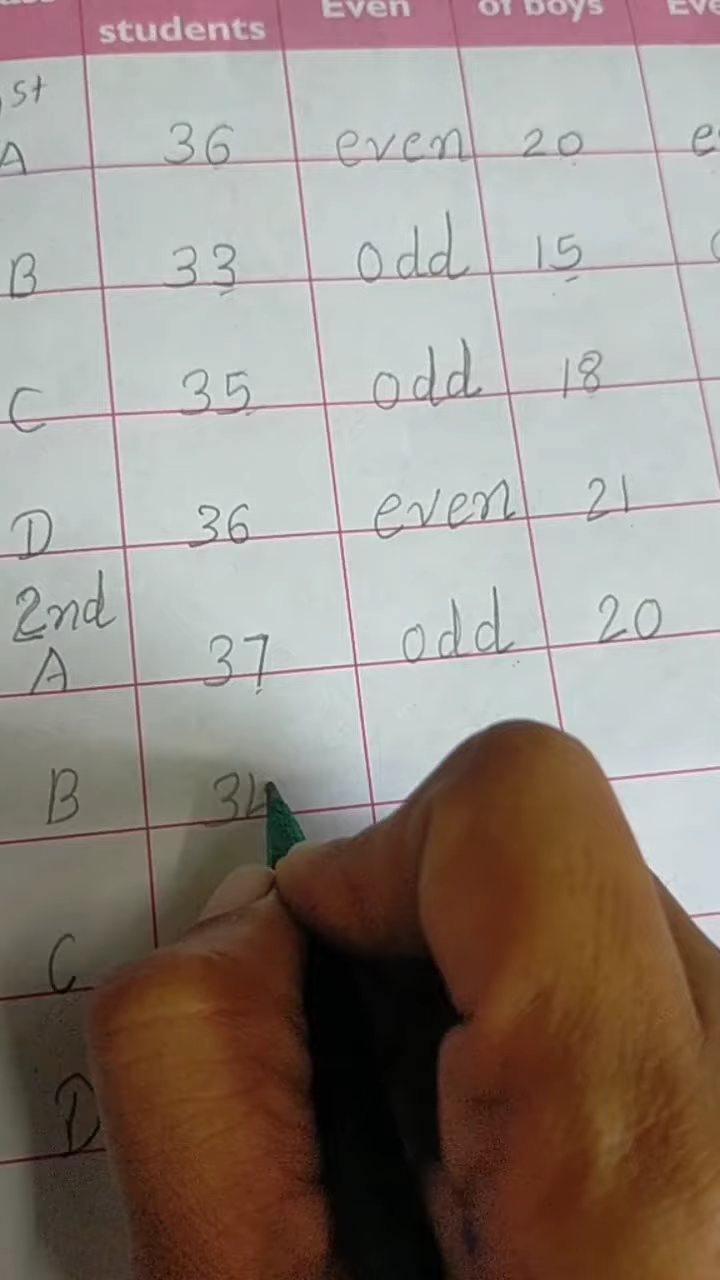 students Even of boys
1st
A 36 even 20
B 33 odd 15
C 35 odd 18
D 36 even 21
2nd
A 37 odd 20
B 34
C
D